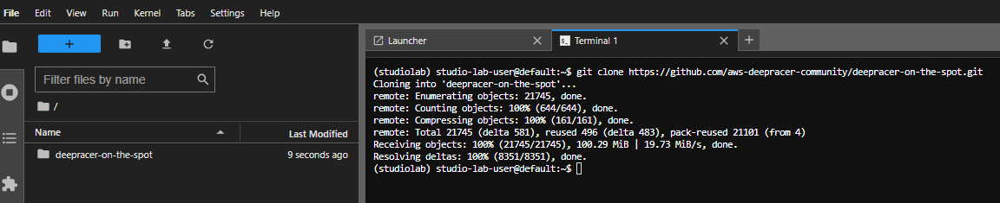 File Edit View Run Kernel Tabs Settings Help
+
Filter files by name
/
Name Last Modified
deepracer-on-the-spot 9 seconds ago
Launcher Terminal 1
(studiolab) studio-lab-user@default:~$ git clone https://github.com/aws-deepracer-community/deepracer-on-the-spot.git
Cloning into 'deepracer-on-the-spot'...
remote: Enumerating objects: 21745, done.
remote: Counting objects: 100% (644/644), done.
remote: Compressing objects: 100% (161/161), done.
remote: Total 21745 (delta 581), reused 496 (delta 483), pack-reused 21101 (from 4)
Receiving objects: 100% (21745/21745), 100.29 MiB | 19.73 MiB/s, done.
Resolving deltas: 100% (8351/8351), done.
(studiolab) studio-lab-user@default:~$